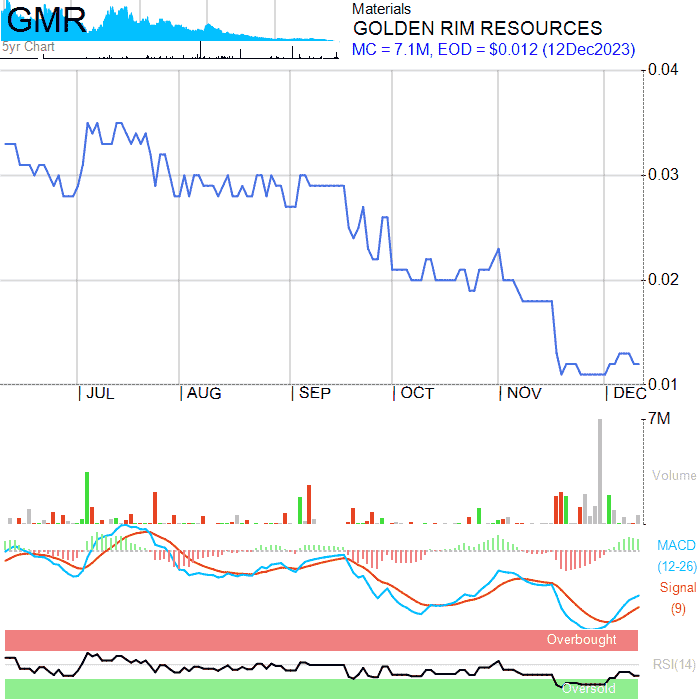 GMR
Materials
GOLDEN RIM RESOURCES
MC = 7.1M, EOD = $0.012 (12Dec2023)
5yr Chart
0.04
0.03
0.02
0.01
JUL
AUG
SEP
OCT
NOV
DEC
7M
Volume
MACD
(12-26)
Signal
(9)
Overbought
RSI(14)
Oversold